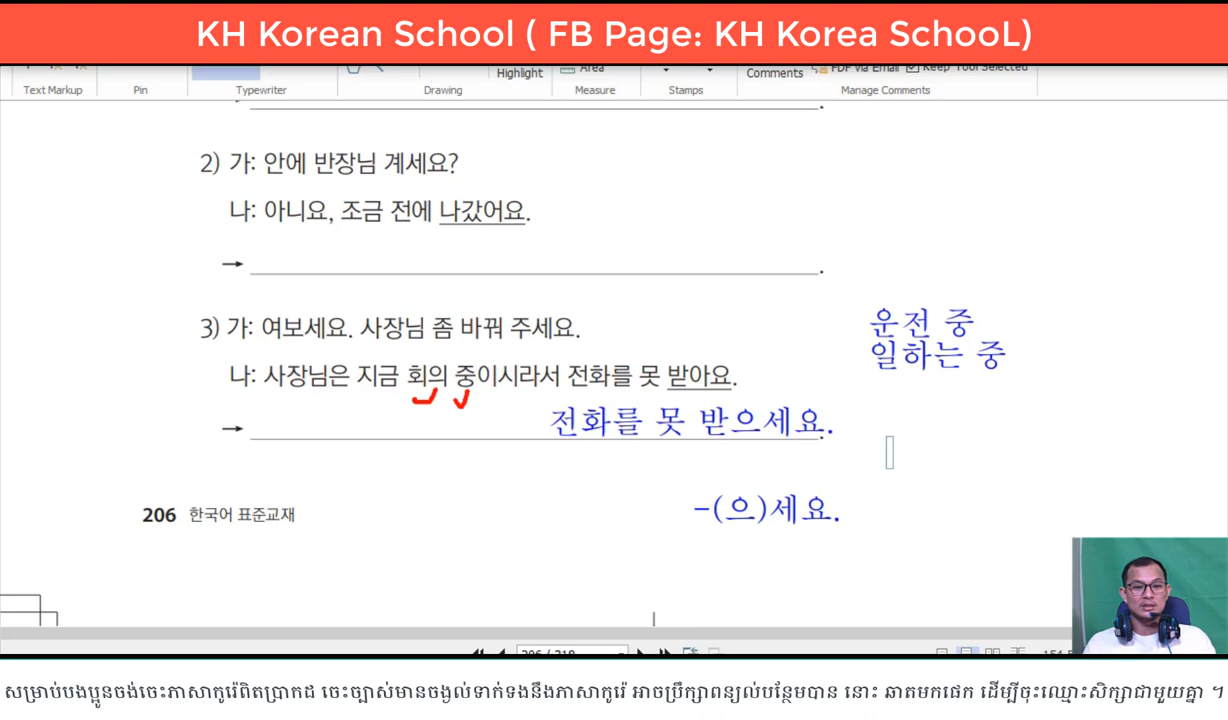 KH Korean School ( FB Page: KH Korea SchooL)
Highlight
Area
Comments
PDF via Email
Keep Tool Selected
Text Markup
Pin
Typewriter
Drawing
Measure
Stamps
Manage Comments
2) 가: 안에 반장님 계세요?
나: 아니요, 조금 전에 나갔어요.
→ .
3) 가: 여보세요. 사장님 좀 바꿔 주세요.
나: 사장님은 지금 회의 중이시라서 전화를 못 받아요.
→ 전화를 못 받으세요.
운전 중
일하는 중
-(으)세요.
206 한국어 표준교재
206 / 318
សម្រាប់បងប្អូនចង់ចេះភាសាកូរ៉េពិតប្រាកដ ចេះច្បាស់មានចង្ងល់ទាក់ទងនឹងភាសាកូរ៉េ អាចប្រឹក្សាពន្យល់បន្ថែមបាន នោះ ឆាតមកផេក ដើម្បីចុះឈ្មោះសិក្សាជាមួយគ្នា ។